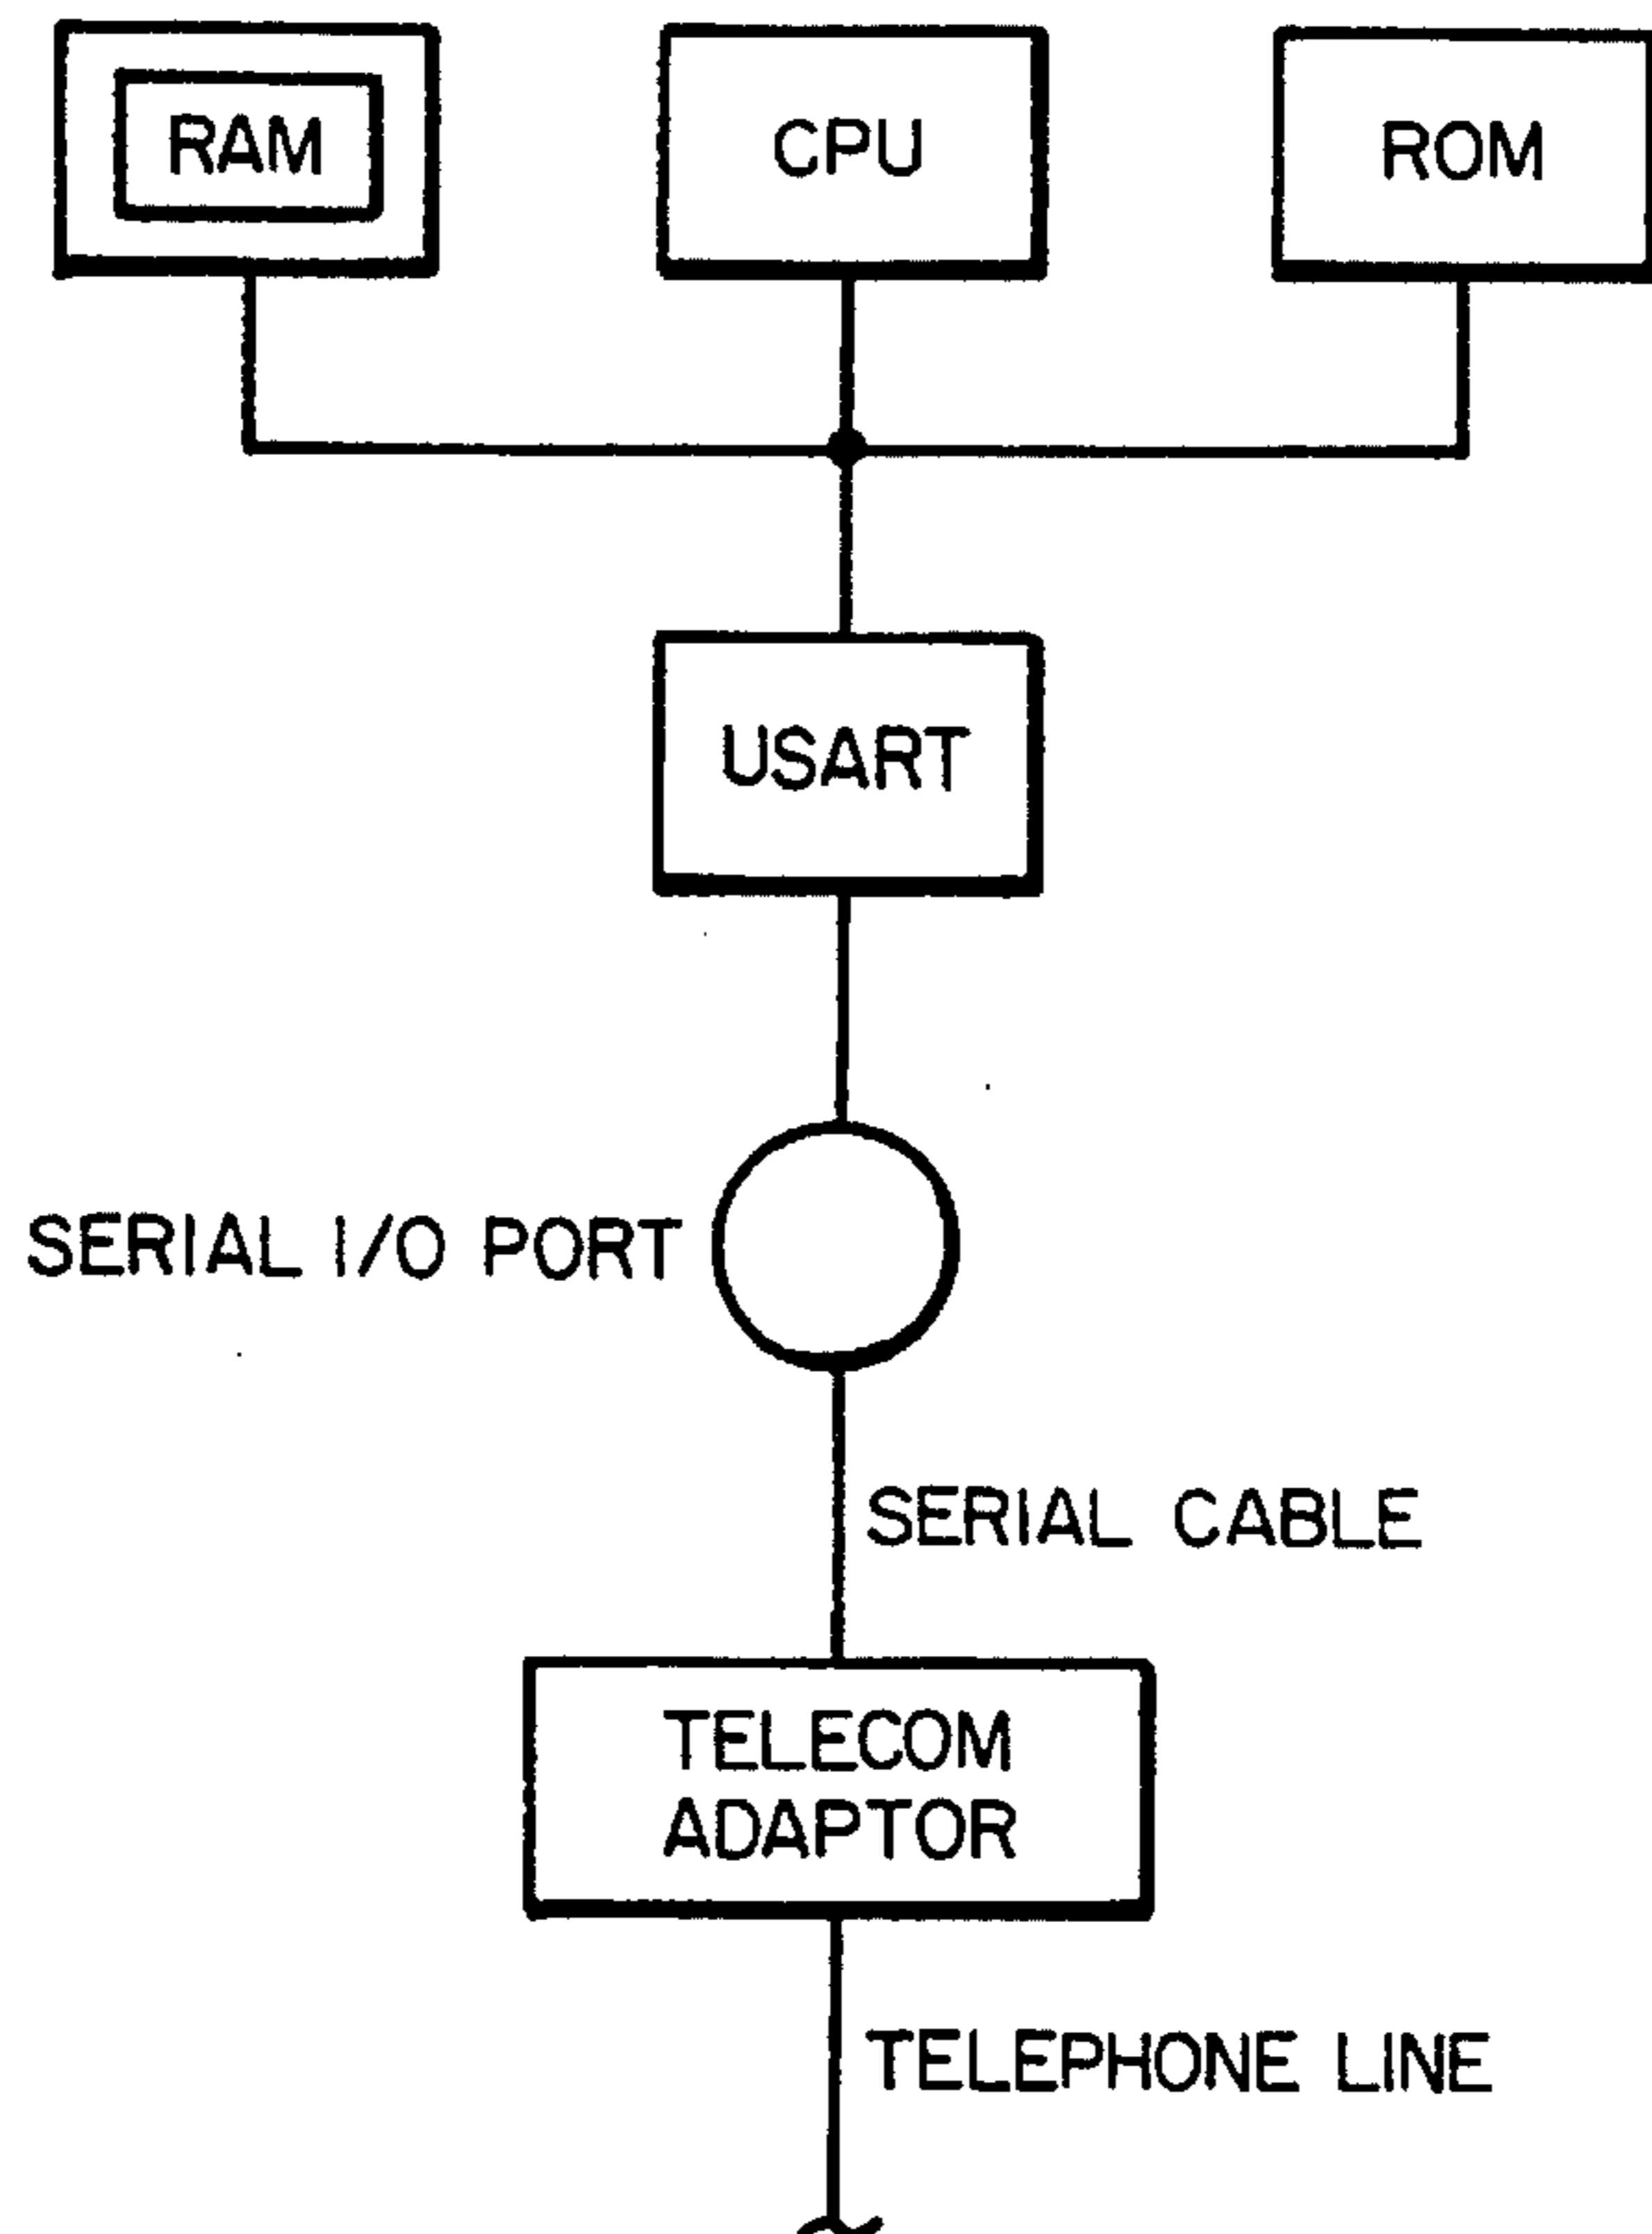 RAM
CPU
ROM
USART
SERIAL I/O PORT
SERIAL CABLE
TELECOM
ADAPTOR
TELEPHONE LINE